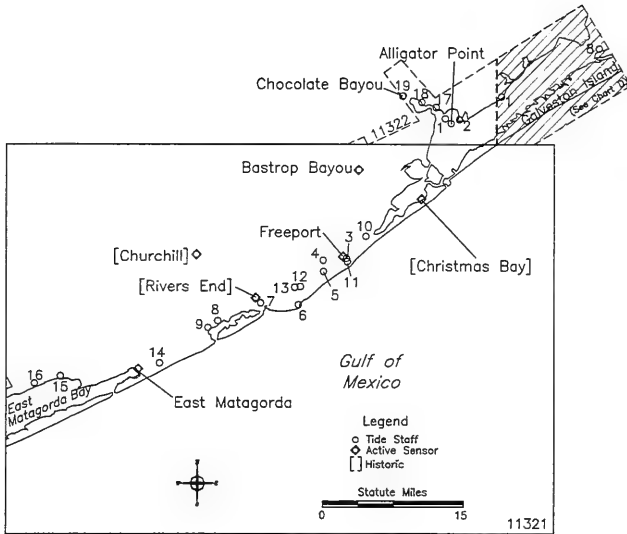 Alligator Point
8
Chocolate Bayou
19
18
17
1
2
Galveston Island
(See Chart D)
11322
Bastrop Bayou
10
Freeport
3
[Churchill]
4
[Christmas Bay]
11
5
[Rivers End]
13
12
7
6
9
8
14
Gulf of
Mexico
16
15
East
Matagorda Bay
East Matagorda
Legend
Tide Staff
Active Sensor
[ ] Historic
Statute Miles
0
15
11321